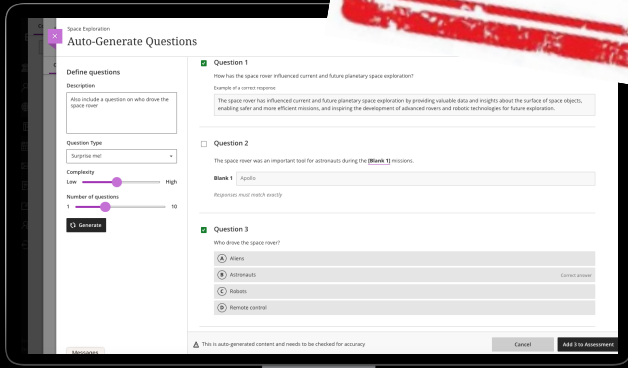 Space Exploration
Auto-Generate Questions
Define questions
Description
Also include a question on who drove the
space rover
Question Type
Surprise me!
Complexity
Low
High
Number of questions
1
10
Generate
Messages
Question 1
How has the space rover influenced current and future planetary space exploration?
Example of a correct response:
The space rover has influenced current and future planetary space exploration by providing valuable data and insights about the surface of space objects,
enabling safer and more efficient missions, and inspiring the development of advanced rovers and robotic technologies for future exploration.
Question 2
The space rover was an important tool for astronauts during the [Blank 1] missions.
Blank 1 Apollo
Responses must match exactly
Question 3
Who drove the space rover?
A Aliens
B Astronauts Correct answer
C Robots
D Remote control
This is auto-generated content and needs to be checked for accuracy
Cancel
Add 3 to Assessment